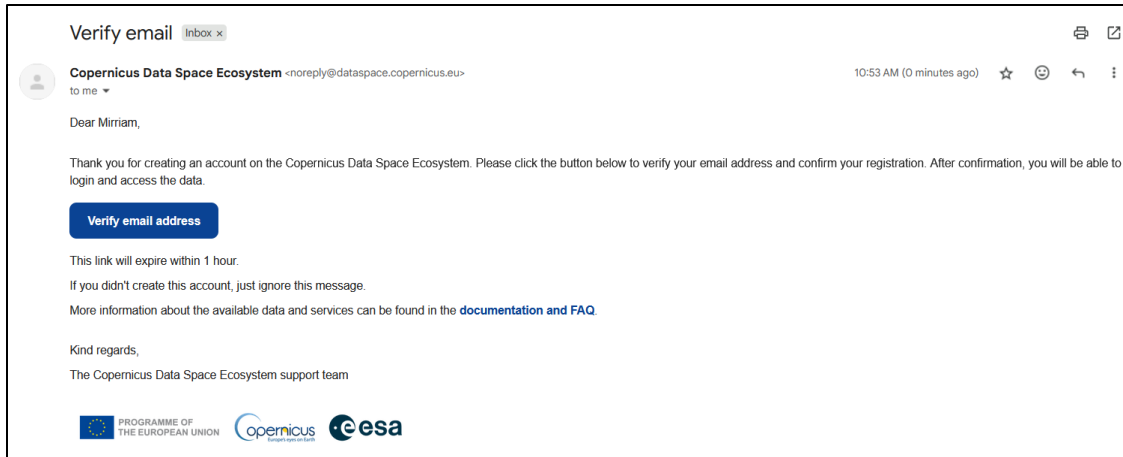 Verify email Inbox ×
Copernicus Data Space Ecosystem <noreply@dataspace.copernicus.eu>
10:53 AM (0 minutes ago)
to me
Dear Mirriam,
Thank you for creating an account on the Copernicus Data Space Ecosystem. Please click the button below to verify your email address and confirm your registration. After confirmation, you will be able to
login and access the data.
Verify email address
This link will expire within 1 hour.
If you didn't create this account, just ignore this message.
More information about the available data and services can be found in the documentation and FAQ.
Kind regards,
The Copernicus Data Space Ecosystem support team
PROGRAMME OF
THE EUROPEAN UNION
opernicus
Europe's eyes on Earth
esa